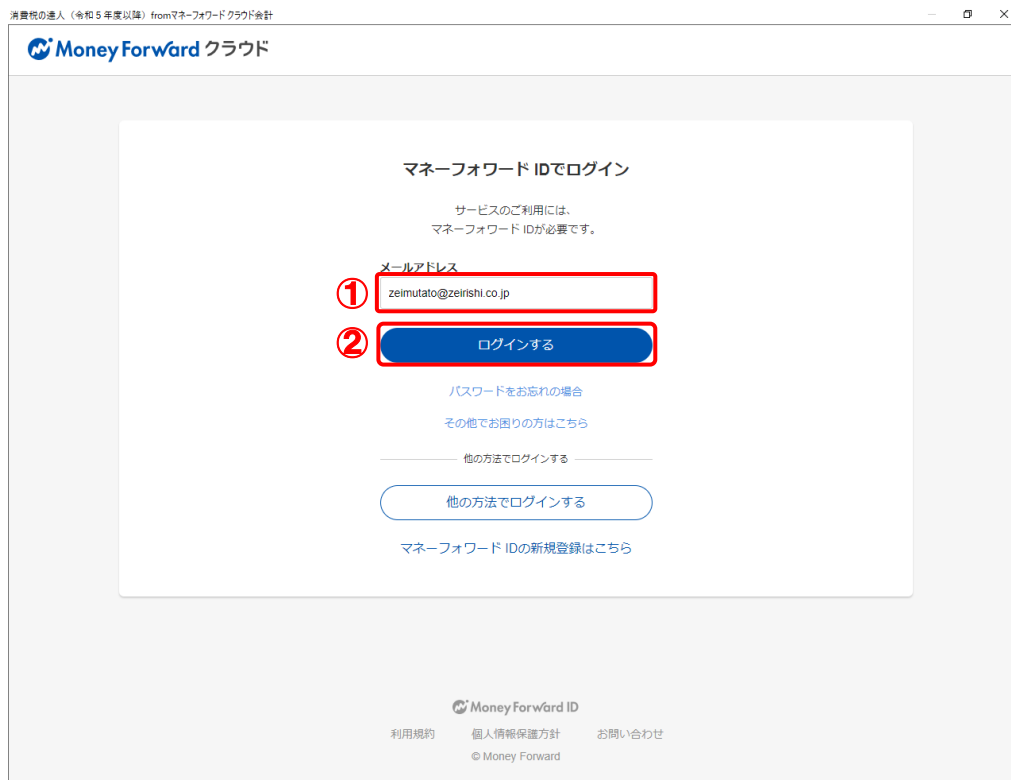 消費税の達人（令和５年度以降）fromマネーフォワードクラウド会計
Money Forward クラウド
マネーフォワード IDでログイン
サービスのご利用には、
マネーフォワード IDが必要です。
メールアドレス
① zeimutato@zeirishi.co.jp
② ログインする
パスワードをお忘れの場合
その他でお困りの方はこちら
他の方法でログインする
他の方法でログインする
マネーフォワード IDの新規登録はこちら
Money Forward ID
利用規約 個人情報保護方針 お問い合わせ
© Money Forward